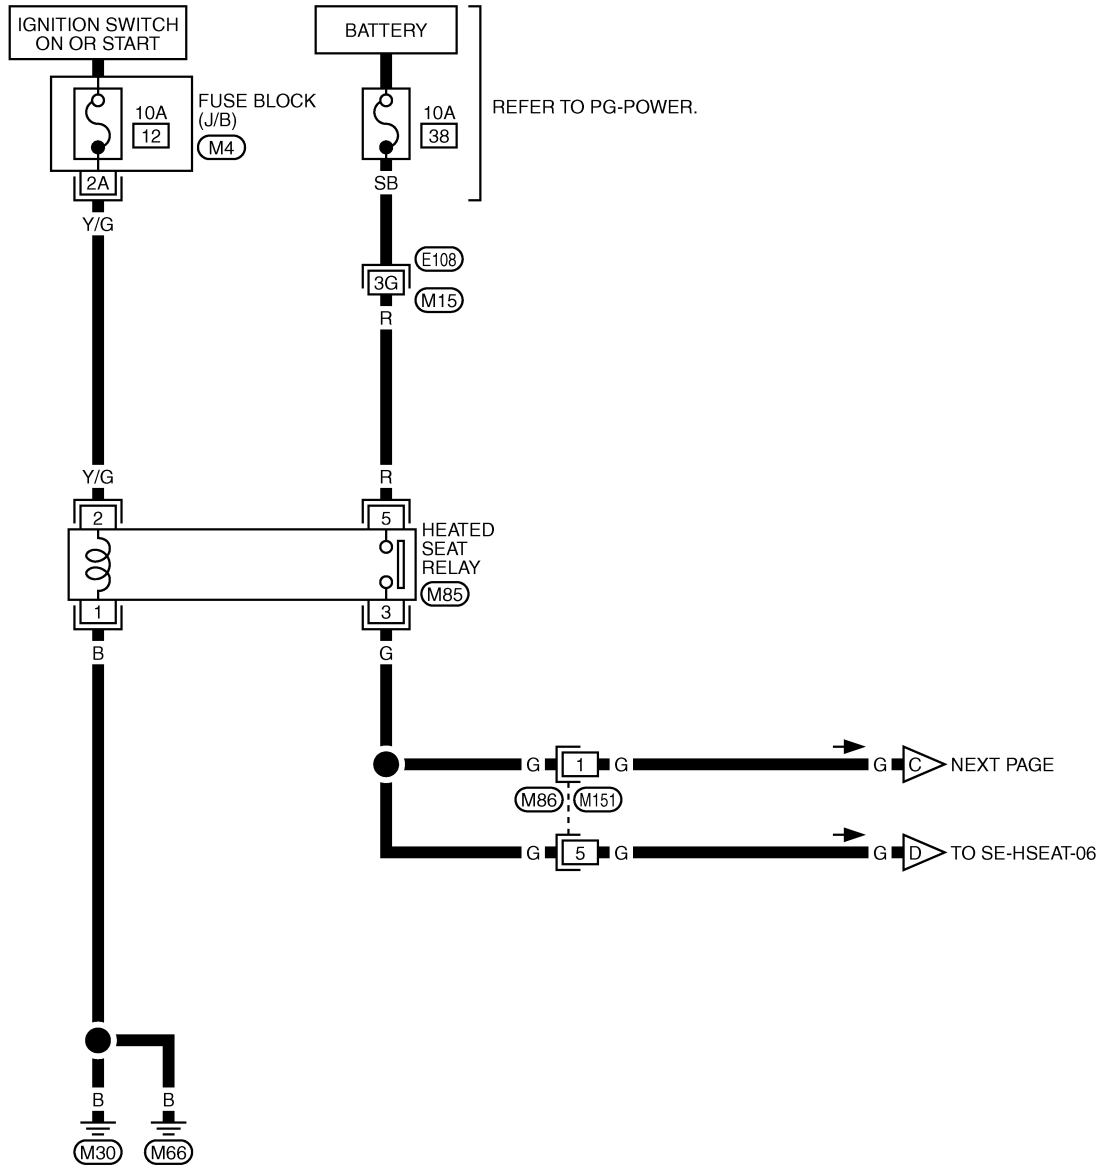 IGNITION SWITCH
ON OR START
BATTERY
10A
12
FUSE BLOCK
(J/B)
M4
10A
38
REFER TO PG-POWER.
2A
SB
Y/G
E108
3G
M15
R
Y/G
R
2
5
HEATED
SEAT
RELAY
M85
1
3
B
G
G
1
G
G
C
NEXT PAGE
M86
M151
G
5
G
G
D
TO SE-HSEAT-06
B
B
M30
M66